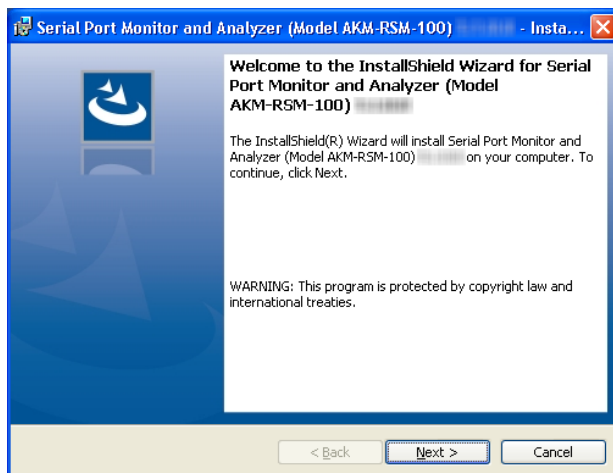 Serial Port Monitor and Analyzer (Model AKM-RSM-100) - Insta...
Welcome to the InstallShield Wizard for Serial
Port Monitor and Analyzer (Model
AKM-RSM-100)
The InstallShield(R) Wizard will install Serial Port Monitor and
Analyzer (Model AKM-RSM-100) on your computer. To
continue, click Next.
WARNING: This program is protected by copyright law and
international treaties.
< Back Next > Cancel